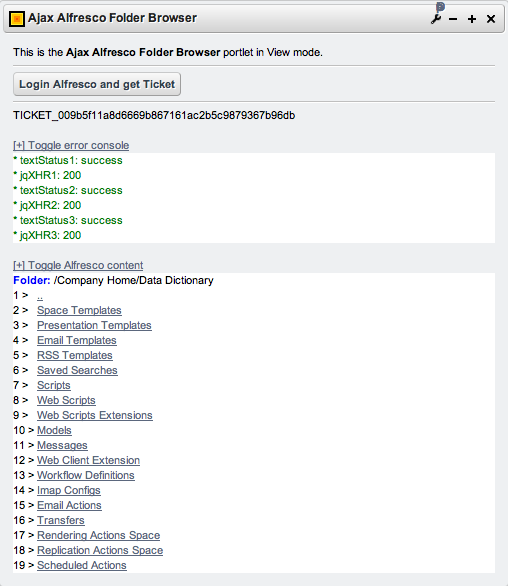 Ajax Alfresco Folder Browser
This is the Ajax Alfresco Folder Browser portlet in View mode.
Login Alfresco and get Ticket
TICKET_009b5f11a8d6669b867161ac2b5c9879367b96db
[+] Toggle error console
* textStatus1: success
* jqXHR1: 200
* textStatus2: success
* jqXHR2: 200
* textStatus3: success
* jqXHR3: 200
[+] Toggle Alfresco content
Folder: /Company Home/Data Dictionary
1 > ..
2 > Space Templates
3 > Presentation Templates
4 > Email Templates
5 > RSS Templates
6 > Saved Searches
7 > Scripts
8 > Web Scripts
9 > Web Scripts Extensions
10 > Models
11 > Messages
12 > Web Client Extension
13 > Workflow Definitions
14 > Imap Configs
15 > Email Actions
16 > Transfers
17 > Rendering Actions Space
18 > Replication Actions Space
19 > Scheduled Actions